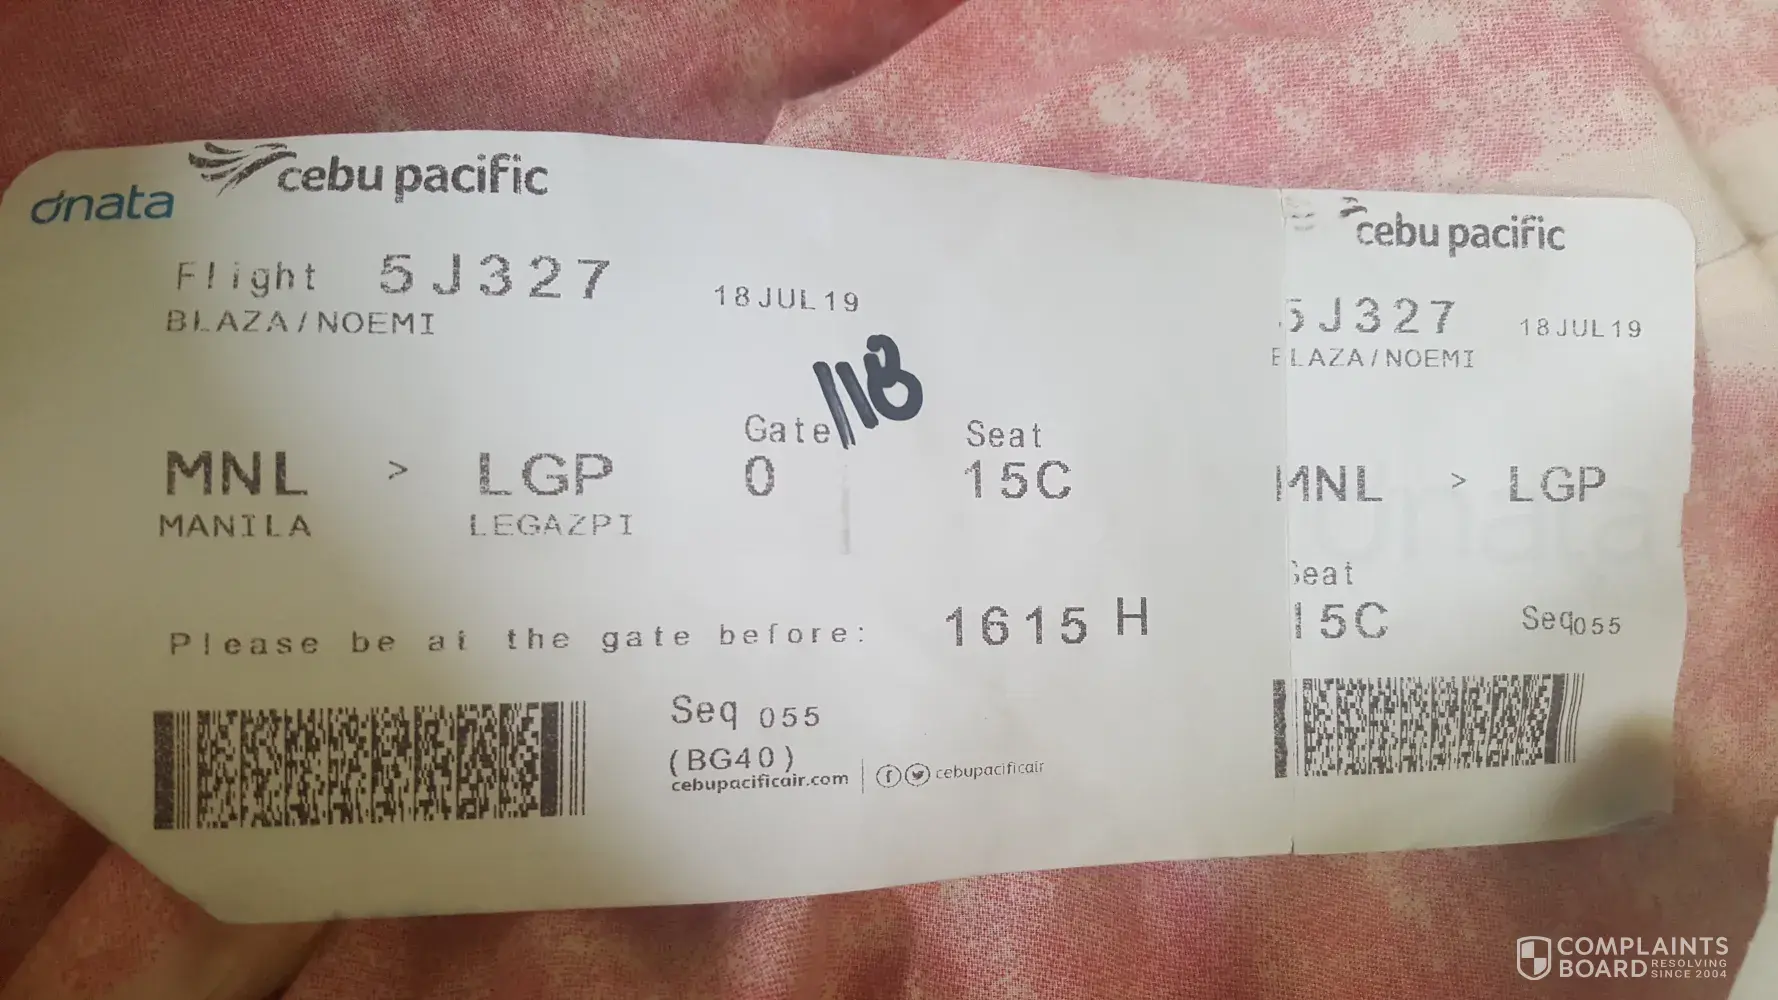 dnata cebu pacific
Flight 5J327 18JUL19
BLAZA/NOEMI
118
Gate Seat
MNL > LGP 0 15C
MANILA LEGAZPI
Please be at the gate before: 1615 H
Seq 055
(BG40)
cebupacificair.com cebupacificair
cebu pacific
5J327 18JUL19
BLAZA/NOEMI
MNL > LGP
Seat
15C Seq055
dnata
COMPLAINTS
BOARD RESOLVING
SINCE 2004